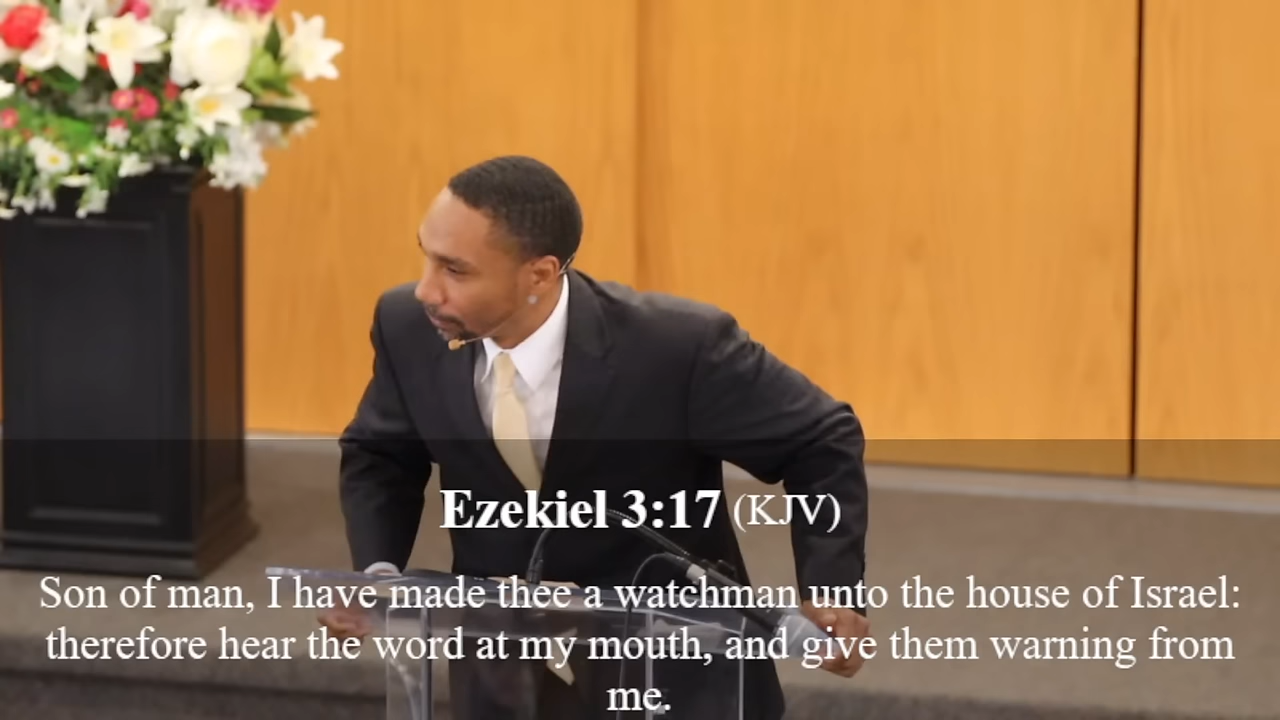 Ezekiel 3:17 (KJV)
Son of man, I have made thee a watchman unto the house of Israel:
therefore hear the word at my mouth, and give them warning from
me.